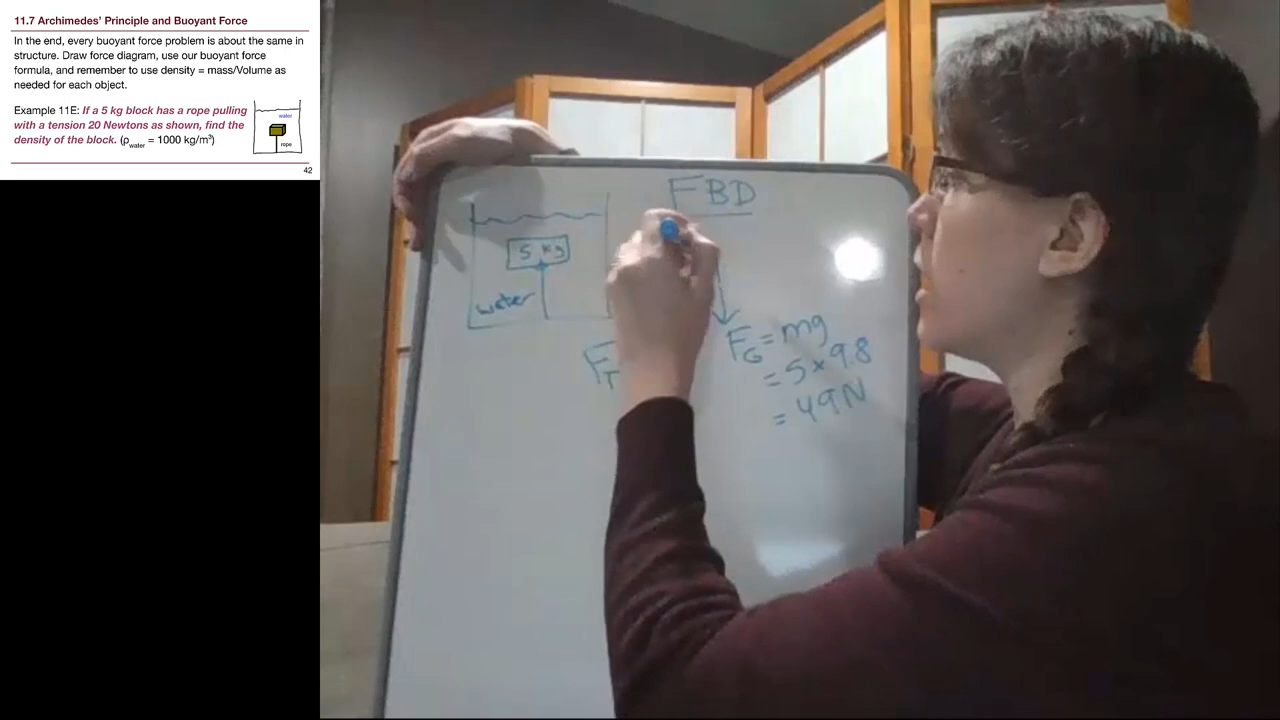 11.7 Archimedes' Principle and Buoyant Force
In the end, every buoyant force problem is about the same in
structure. Draw force diagram, use our buoyant force
formula, and remember to use density = mass/Volume as
needed for each object.
Example 11E: If a 5 kg block has a rope pulling
with a tension 20 Newtons as shown, find the
density of the block. (ρwater = 1000 kg/m³)
water
rope
42
FBD
5 kg
water
FT
FG = mg
= 5 × 9.8
= 49 N